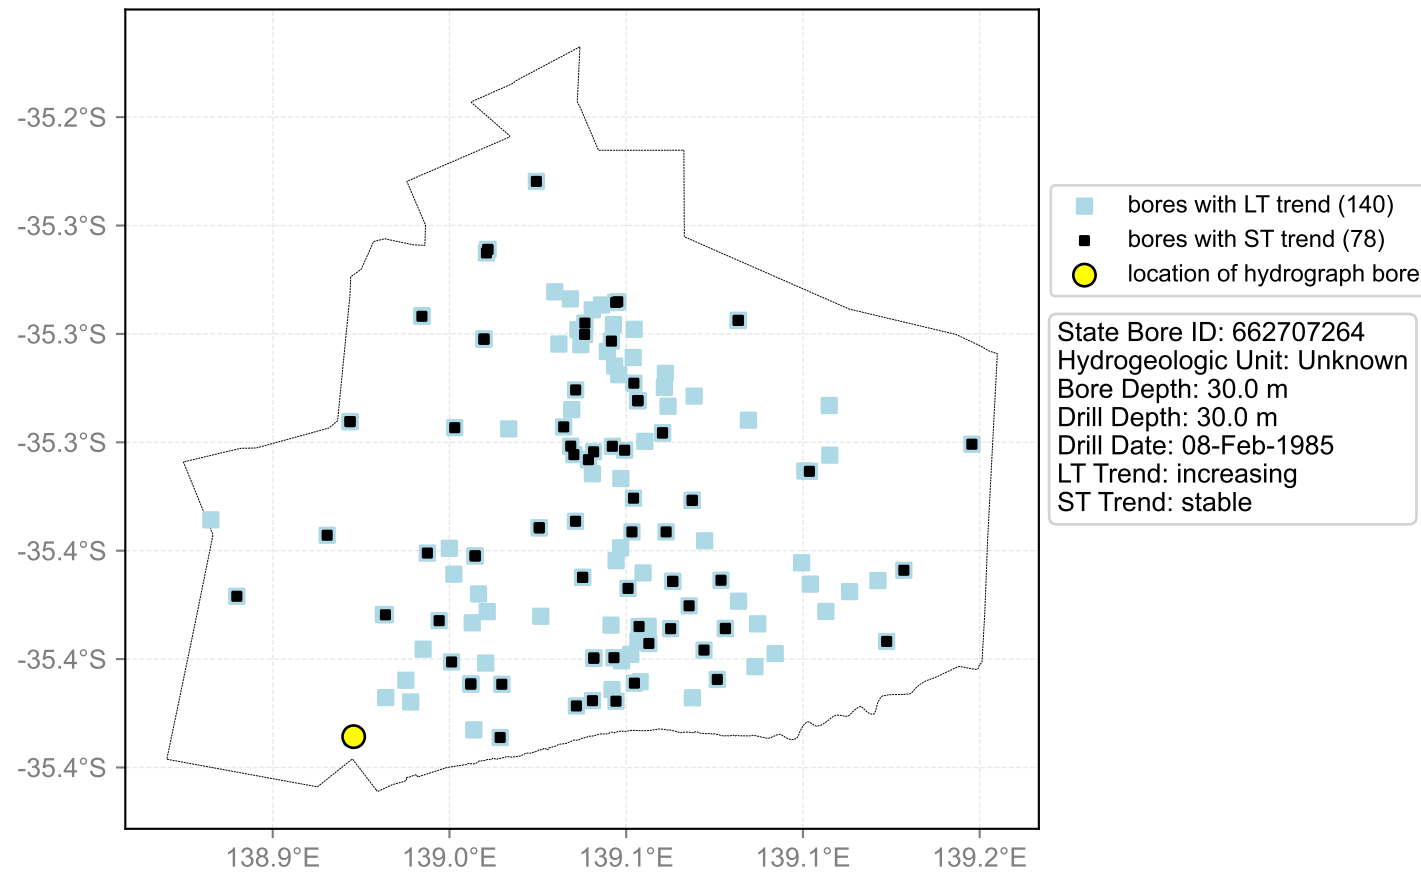 -35.2°S
-35.3°S
-35.3°S
-35.3°S
-35.4°S
-35.4°S
-35.4°S
138.9°E
139.0°E
139.1°E
139.1°E
139.2°E
bores with LT trend (140)
bores with ST trend (78)
location of hydrograph bore
State Bore ID: 662707264
Hydrogeologic Unit: Unknown
Bore Depth: 30.0 m
Drill Depth: 30.0 m
Drill Date: 08-Feb-1985
LT Trend: increasing
ST Trend: stable